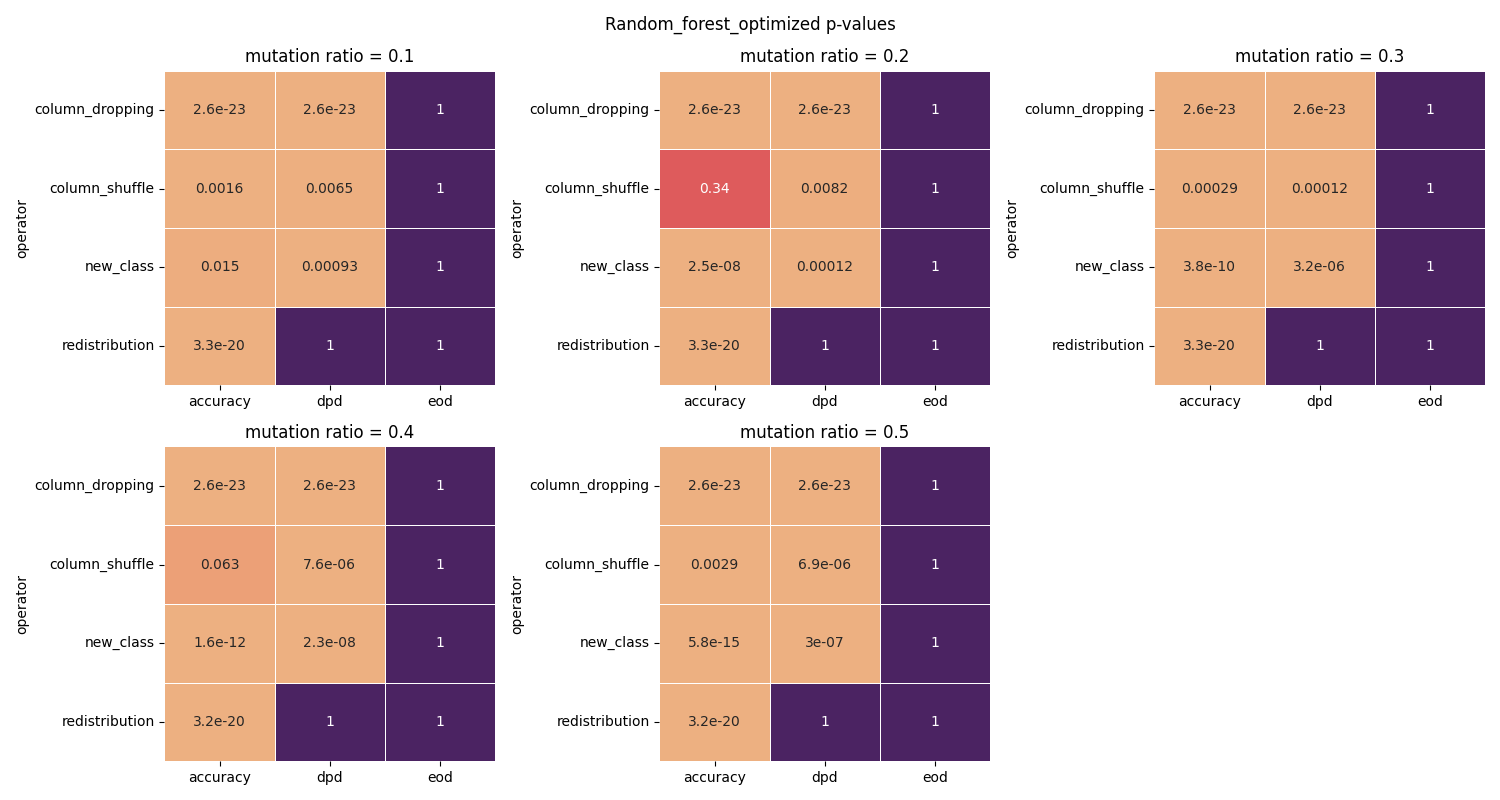 Random_forest_optimized p-values
mutation ratio = 0.1
operator
column_dropping 2.6e-23 2.6e-23 1
column_shuffle 0.0016 0.0065 1
new_class 0.015 0.00093 1
redistribution 3.3e-20 1 1
accuracy dpd eod
mutation ratio = 0.2
operator
column_dropping 2.6e-23 2.6e-23 1
column_shuffle 0.34 0.0082 1
new_class 2.5e-08 0.00012 1
redistribution 3.3e-20 1 1
accuracy dpd eod
mutation ratio = 0.3
operator
column_dropping 2.6e-23 2.6e-23 1
column_shuffle 0.00029 0.00012 1
new_class 3.8e-10 3.2e-06 1
redistribution 3.3e-20 1 1
accuracy dpd eod
mutation ratio = 0.4
operator
column_dropping 2.6e-23 2.6e-23 1
column_shuffle 0.063 7.6e-06 1
new_class 1.6e-12 2.3e-08 1
redistribution 3.2e-20 1 1
accuracy dpd eod
mutation ratio = 0.5
operator
column_dropping 2.6e-23 2.6e-23 1
column_shuffle 0.0029 6.9e-06 1
new_class 5.8e-15 3e-07 1
redistribution 3.2e-20 1 1
accuracy dpd eod